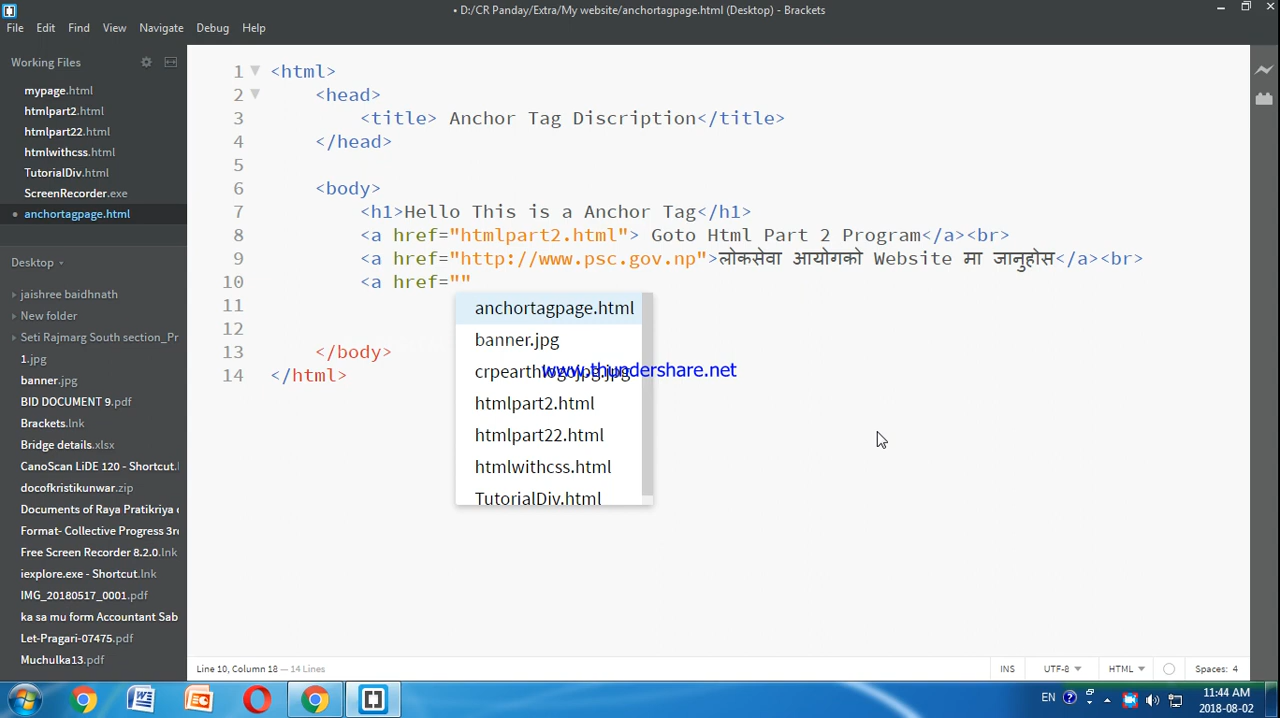 • D:/CR Panday/Extra/My website/anchortagpage.html (Desktop) - Brackets
File Edit Find View Navigate Debug Help
Working Files
mypage.html
htmlpart2.html
htmlpart22.html
htmlwithcss.html
TutorialDiv.html
ScreenRecorder.exe
• anchortagpage.html
Desktop
jaishree baidhnath
New folder
Seti Rajmarg South section_Pr
1.jpg
banner.jpg
BID DOCUMENT 9.pdf
Brackets.lnk
Bridge details.xlsx
CanoScan LiDE 120 - Shortcut.l
docofkristikunwar.zip
Documents of Raya Pratikriya
Format- Collective Progress 3r
Free Screen Recorder 8.2.0.lnk
iexplore.exe - Shortcut.lnk
IMG_20180517_0001.pdf
ka sa mu form Accountant Sab
Let-Pragari-07475.pdf
Muchulka13.pdf
1 <html>
2 <head>
3 <title> Anchor Tag Discription</title>
4 </head>
5
6 <body>
7 <h1>Hello This is a Anchor Tag</h1>
8 <a href="htmlpart2.html"> Goto Html Part 2 Program</a><br>
9 <a href="http://www.psc.gov.np">लोकसेवा आयोगको Website मा जानुहोस</a><br>
10 <a href=""
11
12
13 </body>
14 </html>
anchortagpage.html
banner.jpg
crpearthlogojpg.jpg
www.thundershare.net
htmlpart2.html
htmlpart22.html
htmlwithcss.html
TutorialDiv.html
Line 10, Column 18 — 14 Lines
INS UTF-8 HTML Spaces: 4
EN 11:44 AM
2018-08-02